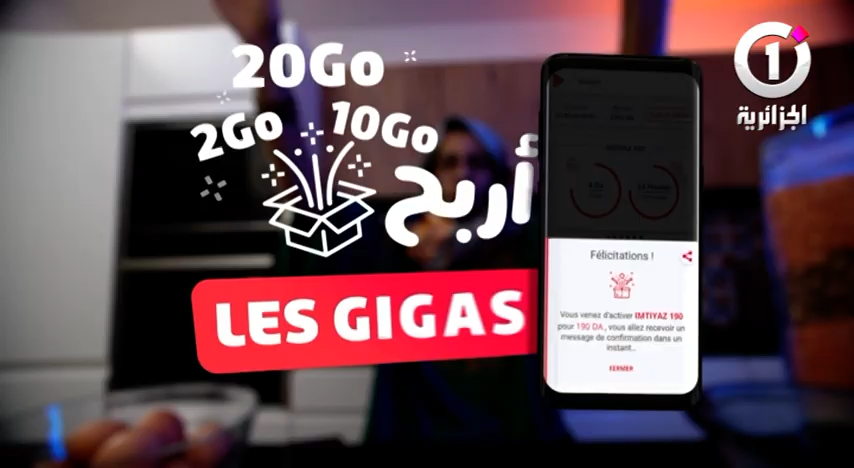 20Go
2Go 10Go
أربح
LES GIGAS
1
الجزائرية
Félicitations !
Vous venez d'activer IMTIYAZ 190
pour 190 DA, vous allez recevoir un
message de confirmation dans un
instant..
FERMER